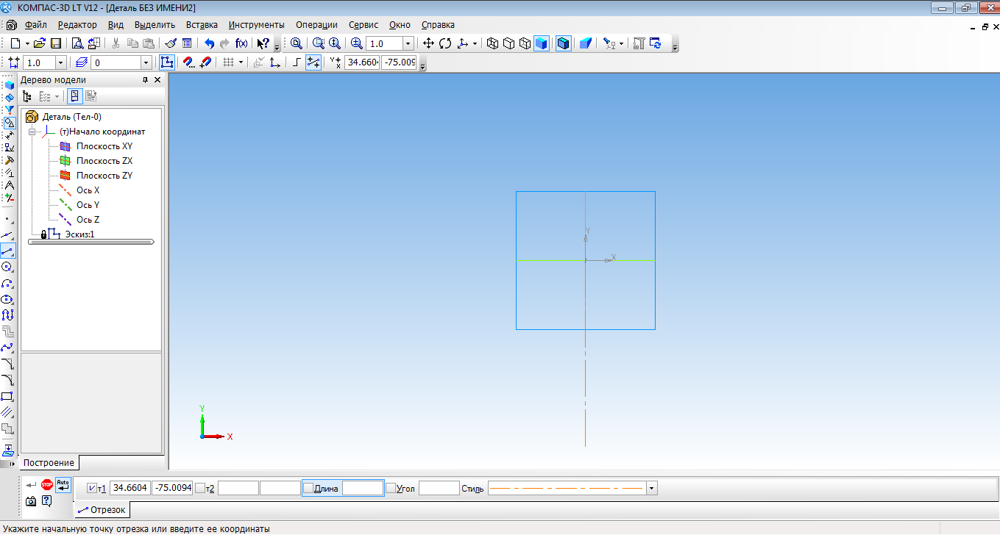 КОМПАС-3D LT V12 - [Деталь БЕЗ ИМЕНИ2]
Файл Редактор Вид Выделить Вставка Инструменты Операции Сервис Окно Справка
f(x) 1.0
1.0 0 34.6604 -75.009
Дерево модели
Деталь (Тел-0)
(т)Начало координат
Плоскость XY
Плоскость ZX
Плоскость ZY
Ось X
Ось Y
Ось Z
Эскиз:1
Y
X
Y
X
Построение
STOP Auto т1 34.6604 -75.0094 т2 Длина Угол Стиль
Отрезок
Укажите начальную точку отрезка или введите ее координаты